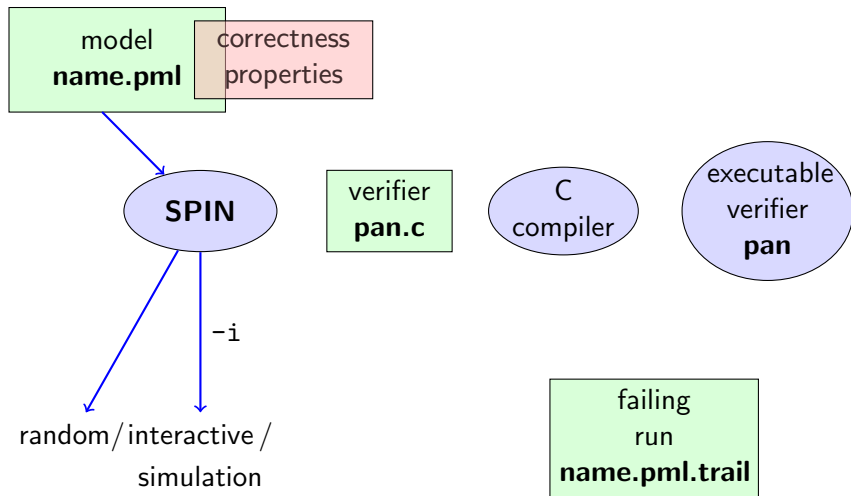 model
name.pml
correctness
properties
SPIN
verifier
pan.c
C
compiler
executable
verifier
pan
-i
random/interactive/
simulation
failing
run
name.pml.trail